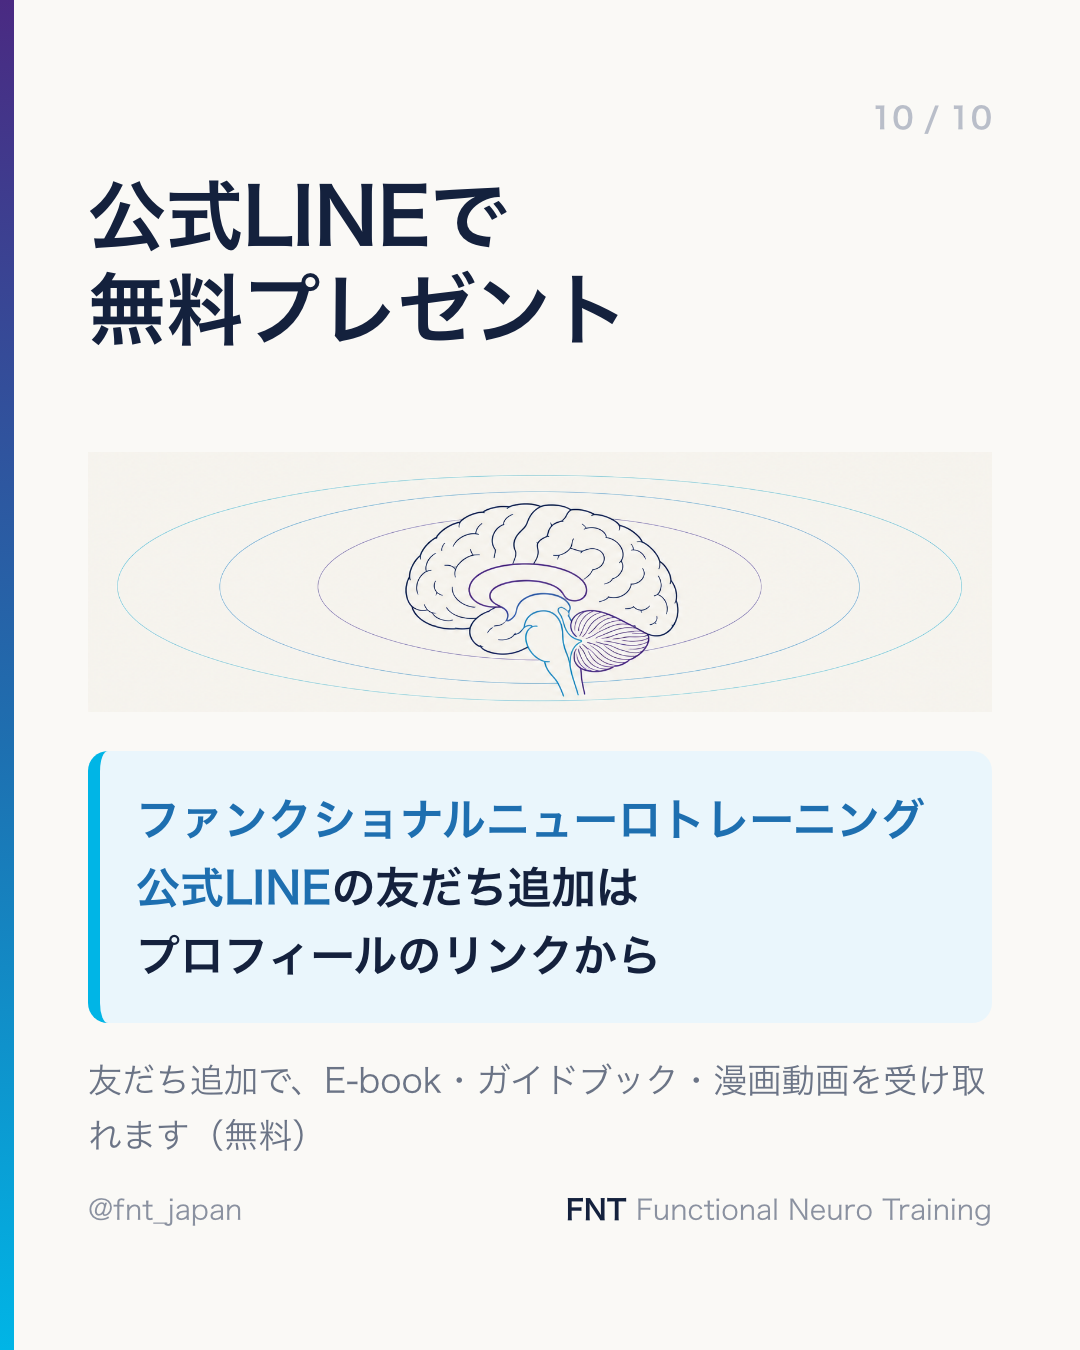 10 / 10
公式LINEで
無料プレゼント
ファンクショナルニューロトレーニング
公式LINEの友だち追加は
プロフィールのリンクから
友だち追加で、E-book・ガイドブック・漫画動画を受け取
れます（無料）
@fnt_japan
FNT Functional Neuro Training